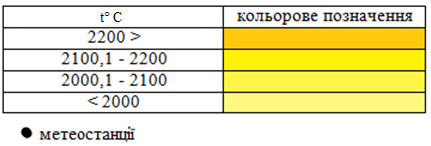 t° C кольорове позначення
2200 >
2100,1 - 2200
2000,1 - 2100
< 2000
● метеостанції